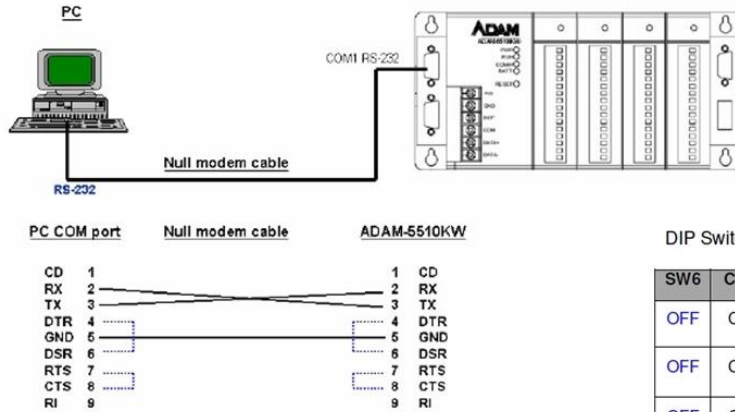 PC
ADAM
COM1 RS-232
Null modem cable
RS-232
PC COM port Null modem cable ADAM-5510KW
CD 1 1 CD
RX 2 2 RX
TX 3 3 TX
DTR 4 4 DTR
GND 5 5 GND
DSR 6 6 DSR
RTS 7 7 RTS
CTS 8 8 CTS
RI 9 9 RI
DIP Swit
SW6 C
OFF
OFF
OFF